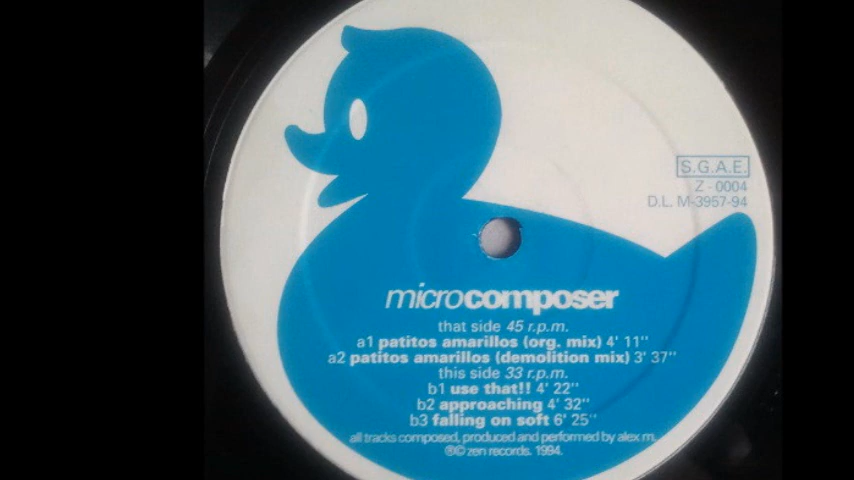 S.G.A.E.
Z - 0004
D.L. M-3957-94
microcomposer
that side 45 r.p.m.
a1 patitos amarillos (org. mix) 4' 11''
a2 patitos amarillos (demolition mix) 3' 37''
this side 33 r.p.m.
b1 use that!! 4' 22''
b2 approaching 4' 32''
b3 falling on soft 6' 25''
all tracks composed, produced and performed by alex m.
℗© zen records. 1994.